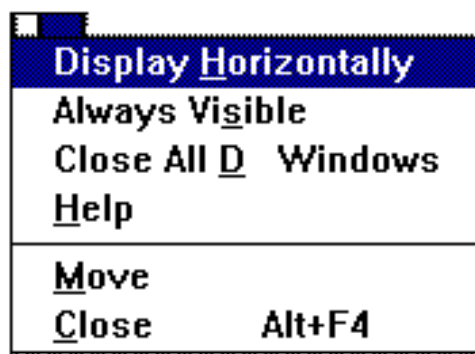 Display Horizontally
Always Visible
Close All D Windows
Help
Move
Close Alt+F4